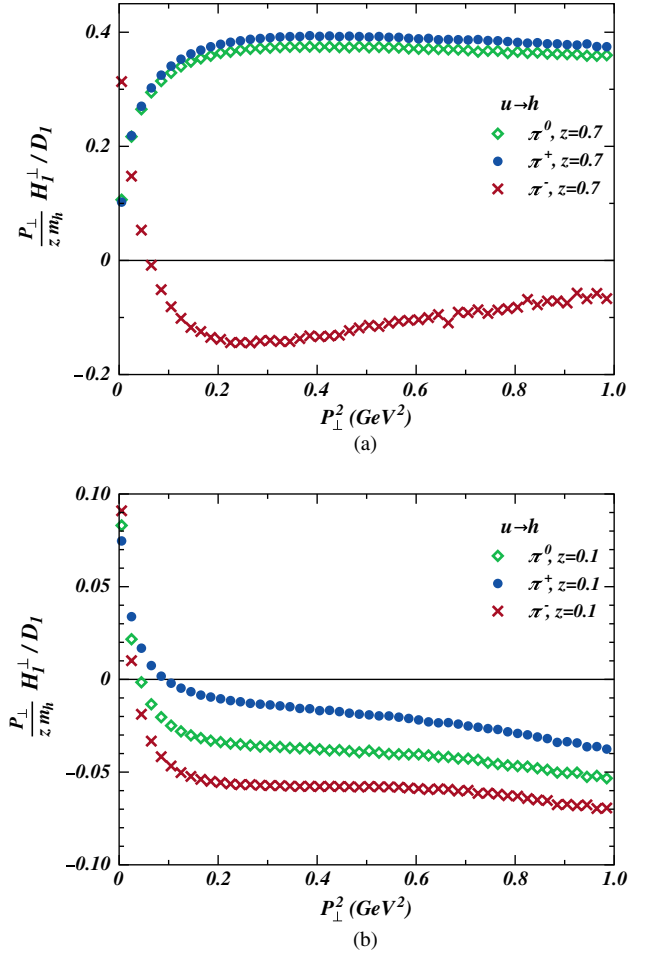 0.4
0.2
0
−0.2
P⊥/(z m_h) H₁^⊥ / D₁
u→h
π⁰, z=0.7
π⁺, z=0.7
π⁻, z=0.7
0 0.2 0.4 0.6 0.8 1.0
P⊥² (GeV²)
(a)
0.10
0.05
0
−0.05
−0.10
P⊥/(z m_h) H₁^⊥ / D₁
u→h
π⁰, z=0.1
π⁺, z=0.1
π⁻, z=0.1
0 0.2 0.4 0.6 0.8 1.0
P⊥² (GeV²)
(b)